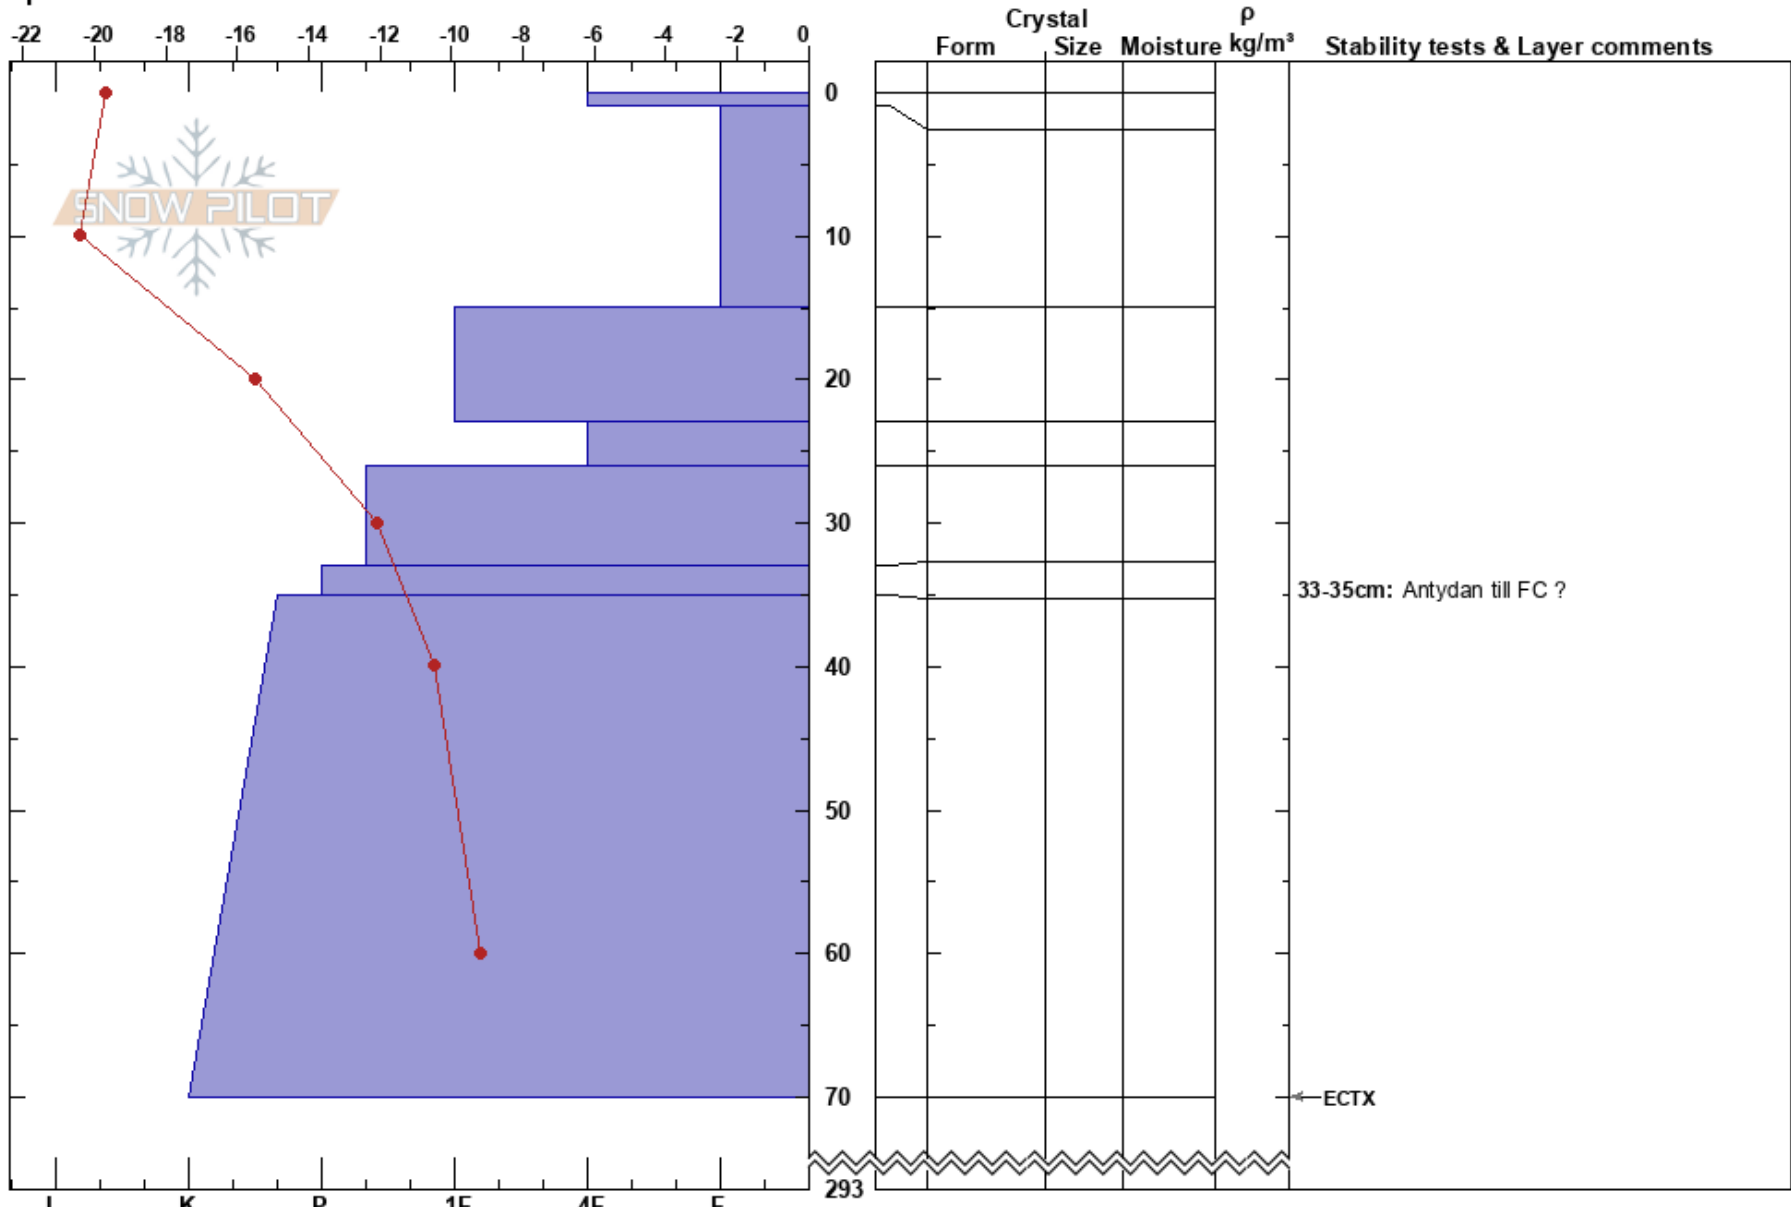 Crystal ρ
-22 -20 -18 -16 -14 -12 -10 -8 -6 -4 -2 0
Form Size Moisture kg/m³ Stability tests & Layer comments
0
SNOW PILOT
10
20
30
33-35cm: Antydan till FC ?
40
50
60
70
ECTX
293
I K P 1F 4F F